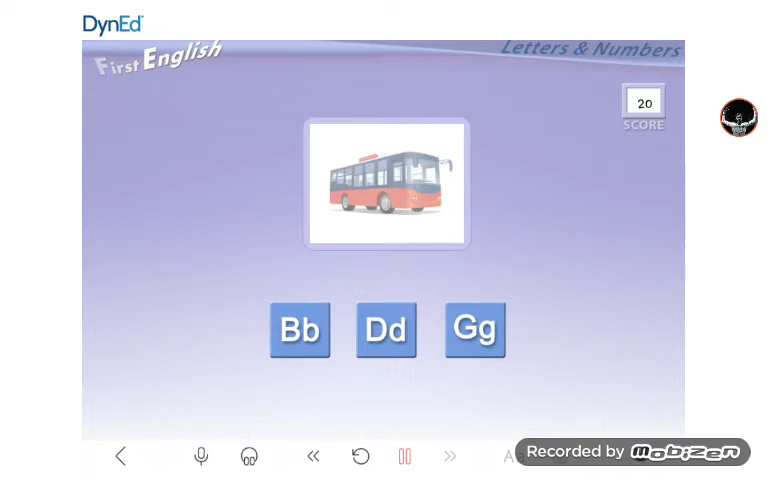 DynEd
First English
Letters & Numbers
20
SCORE
Bb
Dd
Gg
Recorded by mobizen